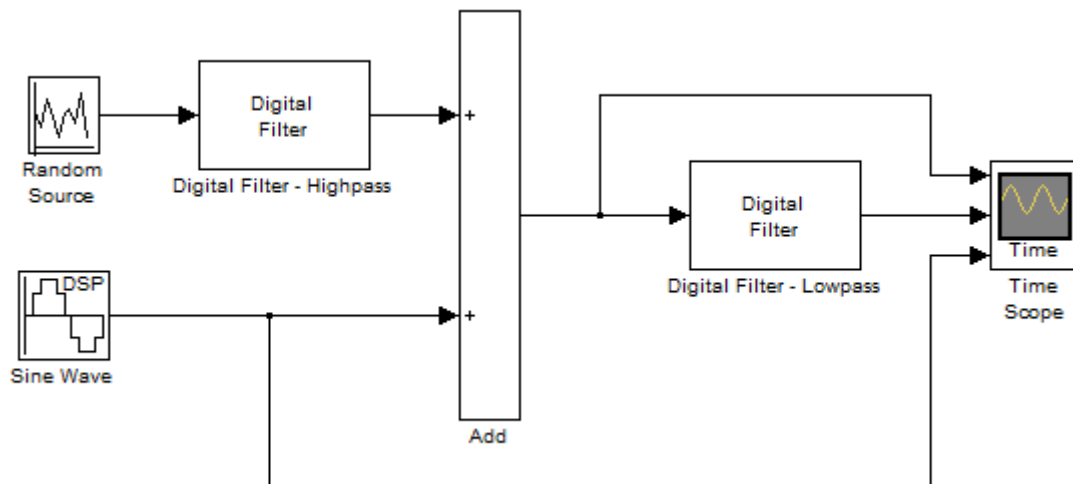 Digital
Filter
+
Random
Source
Digital Filter - Highpass
Digital
Filter
Time
DSP
Digital Filter - Lowpass
Time
Scope
+
Sine Wave
Add